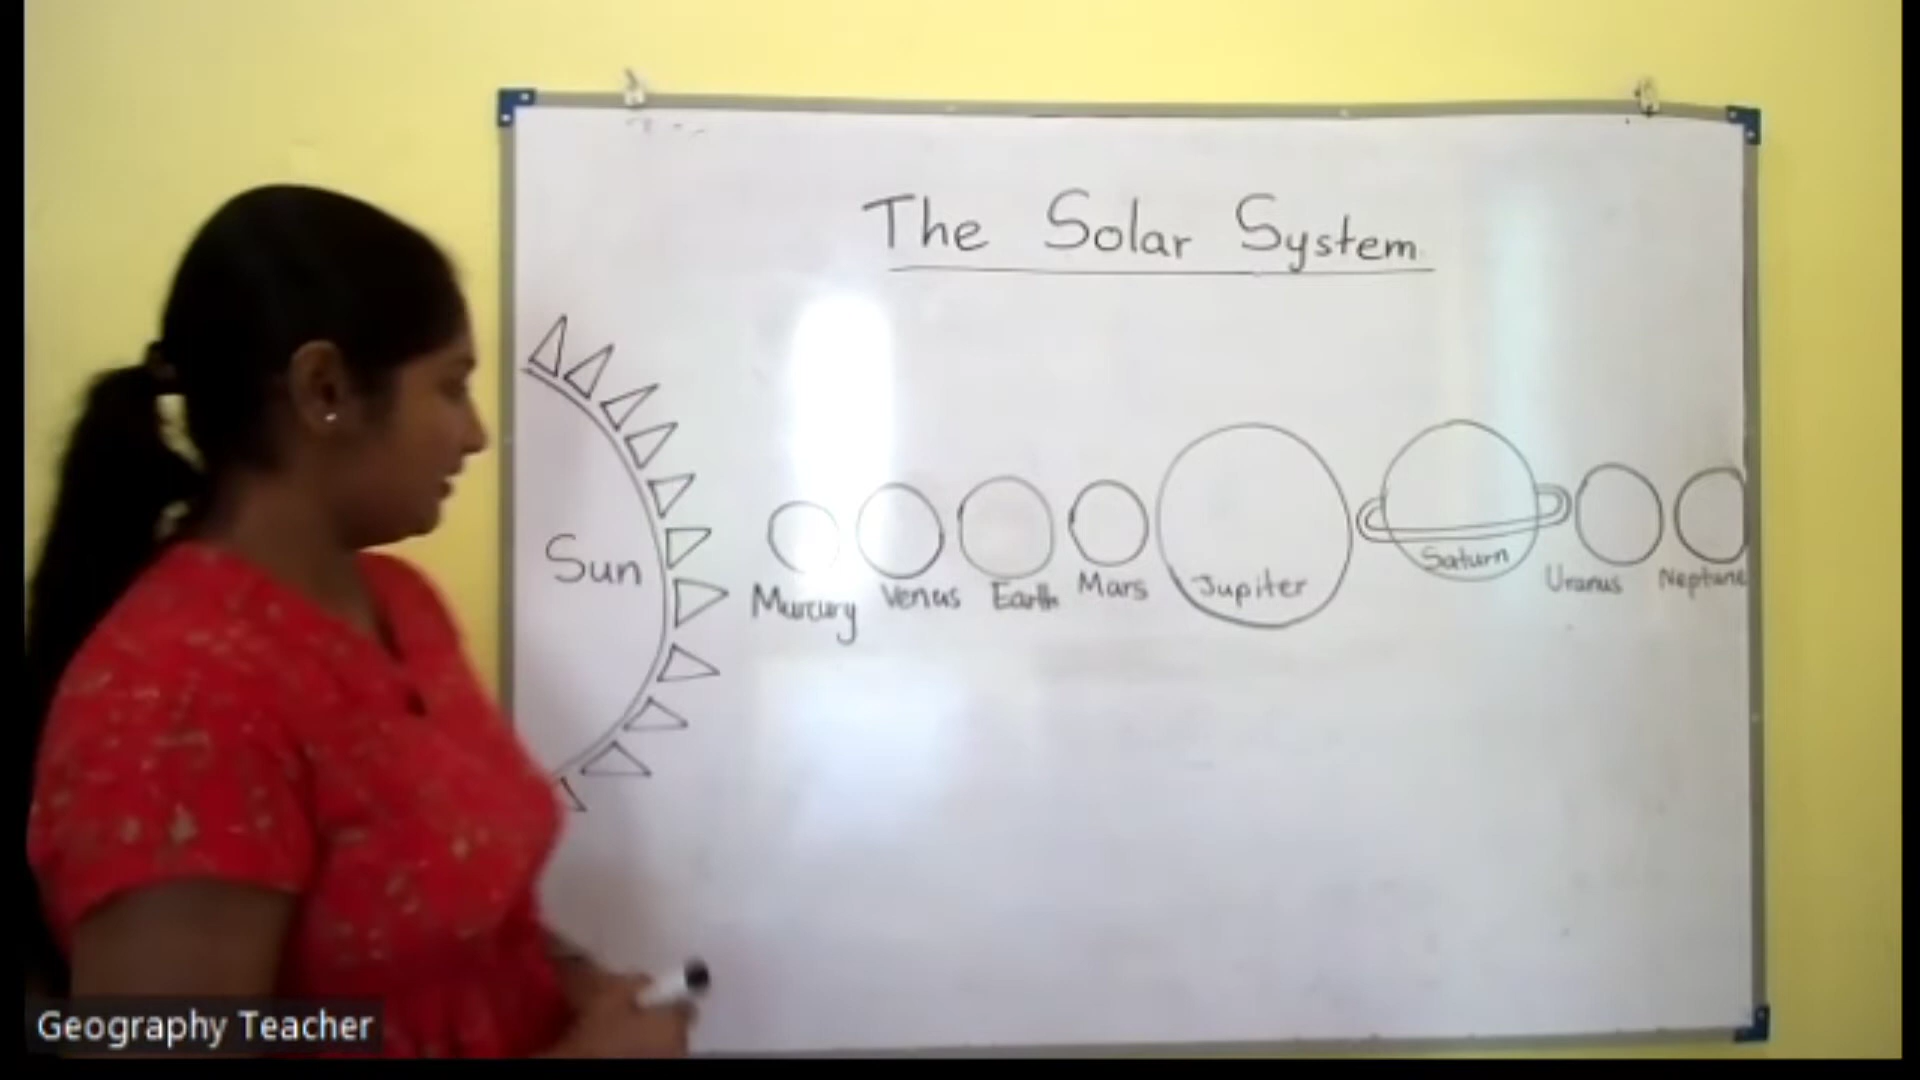 The Solar System
Sun
Mercury Venus Earth Mars Jupiter Saturn Uranus Neptune
Geography Teacher